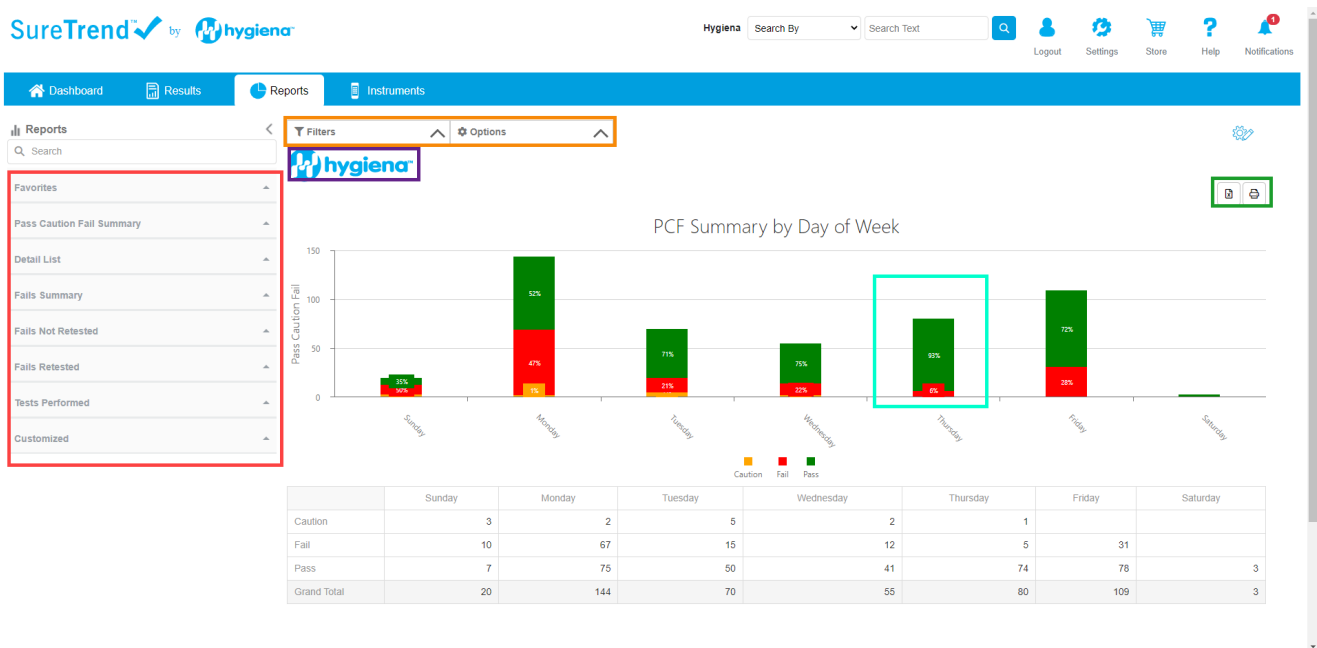 SureTrend™ by hygiena™
Hygiena Search By Search Text
1
Logout Settings Store Help Notifications
Dashboard Results Reports Instruments
Reports
Search
Favorites
Pass Caution Fail Summary
Detail List
Fails Summary
Fails Not Retested
Fails Retested
Tests Performed
Customized
Filters Options
hygiena™
PCF Summary by Day of Week
Pass Caution Fail
150
100
50
0
35%
50%
52%
47%
1%
71%
21%
75%
22%
93%
6%
72%
28%
Sunday Monday Tuesday Wednesday Thursday Friday Saturday
Caution Fail Pass
Sunday Monday Tuesday Wednesday Thursday Friday Saturday
Caution 3 2 5 2 1
Fail 10 67 15 12 5 31
Pass 7 75 50 41 74 78 3
Grand Total 20 144 70 55 80 109 3